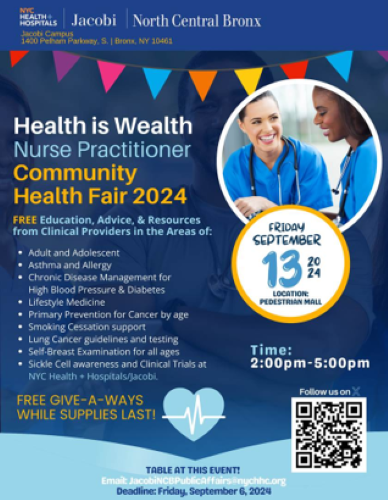 NYC
HEALTH+
HOSPITALS
Jacobi
North Central Bronx
Jacobi Campus
1400 Pelham Parkway, S. | Bronx, NY 10461
Health is Wealth
Nurse Practitioner
Community
Health Fair 2024
FREE Education, Advice, & Resources
from Clinical Providers in the Areas of:
• Adult and Adolescent
• Asthma and Allergy
• Chronic Disease Management for
High Blood Pressure & Diabetes
• Lifestyle Medicine
• Primary Prevention for Cancer by age
• Smoking Cessation support
• Lung Cancer guidelines and testing
• Self-Breast Examination for all ages
• Sickle Cell awareness and Clinical Trials at
NYC Health + Hospitals/Jacobi.
FRIDAY
SEPTEMBER
13 2024
LOCATION:
PEDESTRIAN MALL
Time:
2:00pm-5:00pm
FREE GIVE-A-WAYS
WHILE SUPPLIES LAST!
Follow us on X
TABLE AT THIS EVENT!
Email: JacobiNCBPublicAffairs@nychhc.org
Deadline: Friday, September 6, 2024